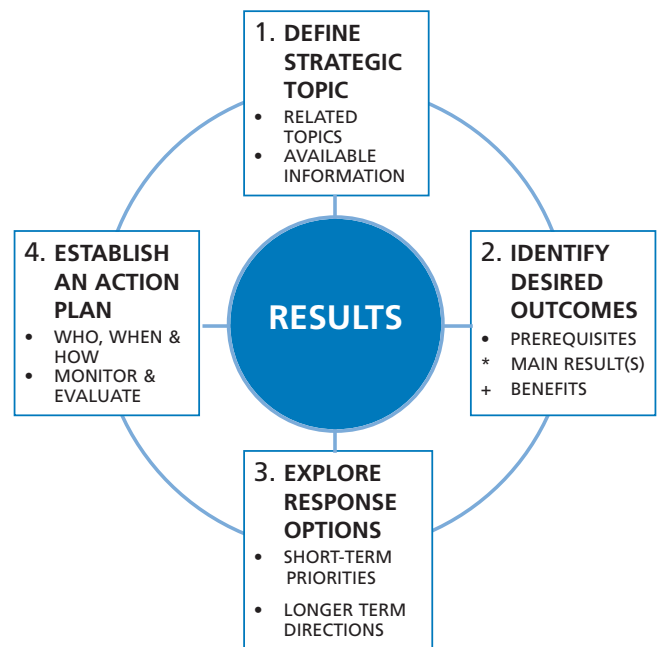 1. DEFINE
STRATEGIC
TOPIC
• RELATED
TOPICS
• AVAILABLE
INFORMATION
2. IDENTIFY
DESIRED
OUTCOMES
• PREREQUISITES
* MAIN RESULT(S)
+ BENEFITS
3. EXPLORE
RESPONSE
OPTIONS
• SHORT-TERM
PRIORITIES
• LONGER TERM
DIRECTIONS
4. ESTABLISH
AN ACTION
PLAN
• WHO, WHEN &
HOW
• MONITOR &
EVALUATE
RESULTS